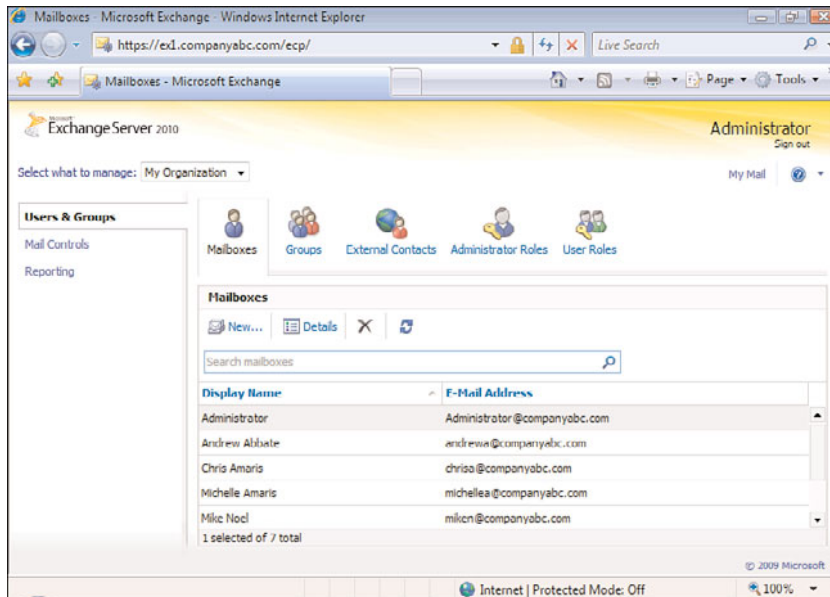 Mailboxes - Microsoft Exchange - Windows Internet Explorer
https://ex1.companyabc.com/ecp/
Live Search
Mailboxes - Microsoft Exchange
Page
Tools
Microsoft
Exchange Server 2010
Administrator
Sign out
Select what to manage: My Organization
My Mail
Users & Groups
Mail Controls
Reporting
Mailboxes
Groups
External Contacts
Administrator Roles
User Roles
Mailboxes
New...
Details
Search mailboxes
Display Name E-Mail Address
Administrator Administrator@companyabc.com
Andrew Abbate andrewa@companyabc.com
Chris Amaris chrisa@companyabc.com
Michelle Amaris michellea@companyabc.com
Mike Noel miken@companyabc.com
1 selected of 7 total
© 2009 Microsoft
Internet | Protected Mode: Off
100%